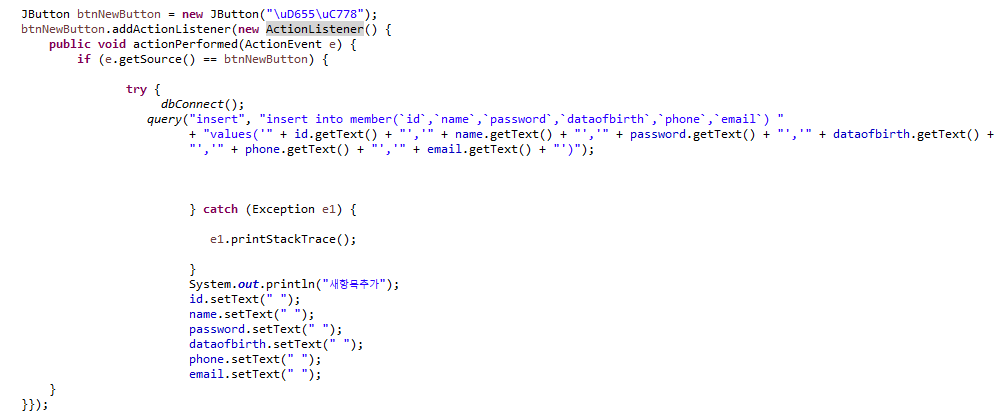 JButton btnNewButton = new JButton("\uD655\uC778");
btnNewButton.addActionListener(new ActionListener() {
public void actionPerformed(ActionEvent e) {
if (e.getSource() == btnNewButton) {
try {
dbConnect();
query("insert", "insert into member(`id`,`name`,`password`,`dataofbirth`,`phone`,`email`) "
+ "values('" + id.getText() + "','" + name.getText() + "','" + password.getText() + "','" + dataofbirth.getText() +
"','" + phone.getText() + "','" + email.getText() + "')");
} catch (Exception e1) {
e1.printStackTrace();
}
System.out.println("새항목추가");
id.setText(" ");
name.setText(" ");
password.setText(" ");
dataofbirth.setText(" ");
phone.setText(" ");
email.setText(" ");
}
}});